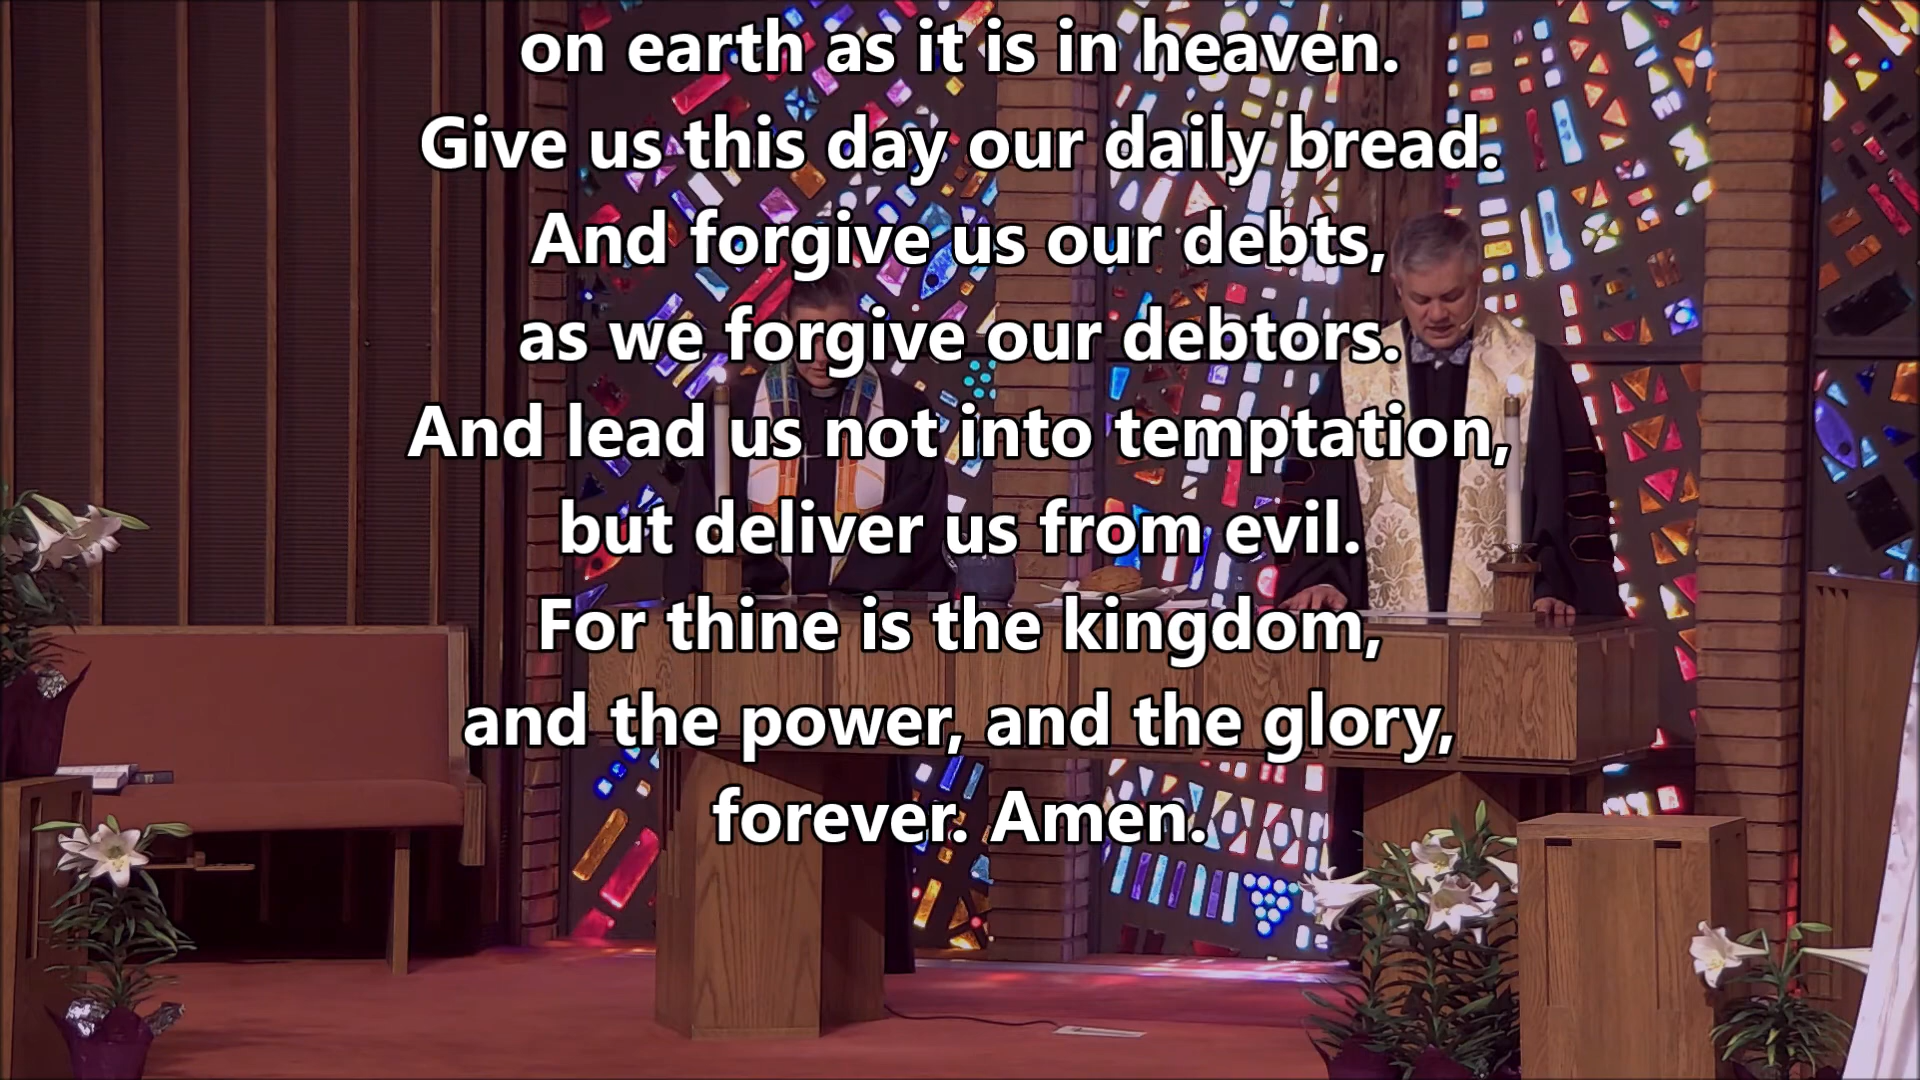 on earth as it is in heaven.
Give us this day our daily bread.
And forgive us our debts,
as we forgive our debtors.
And lead us not into temptation,
but deliver us from evil.
For thine is the kingdom,
and the power, and the glory,
forever. Amen.